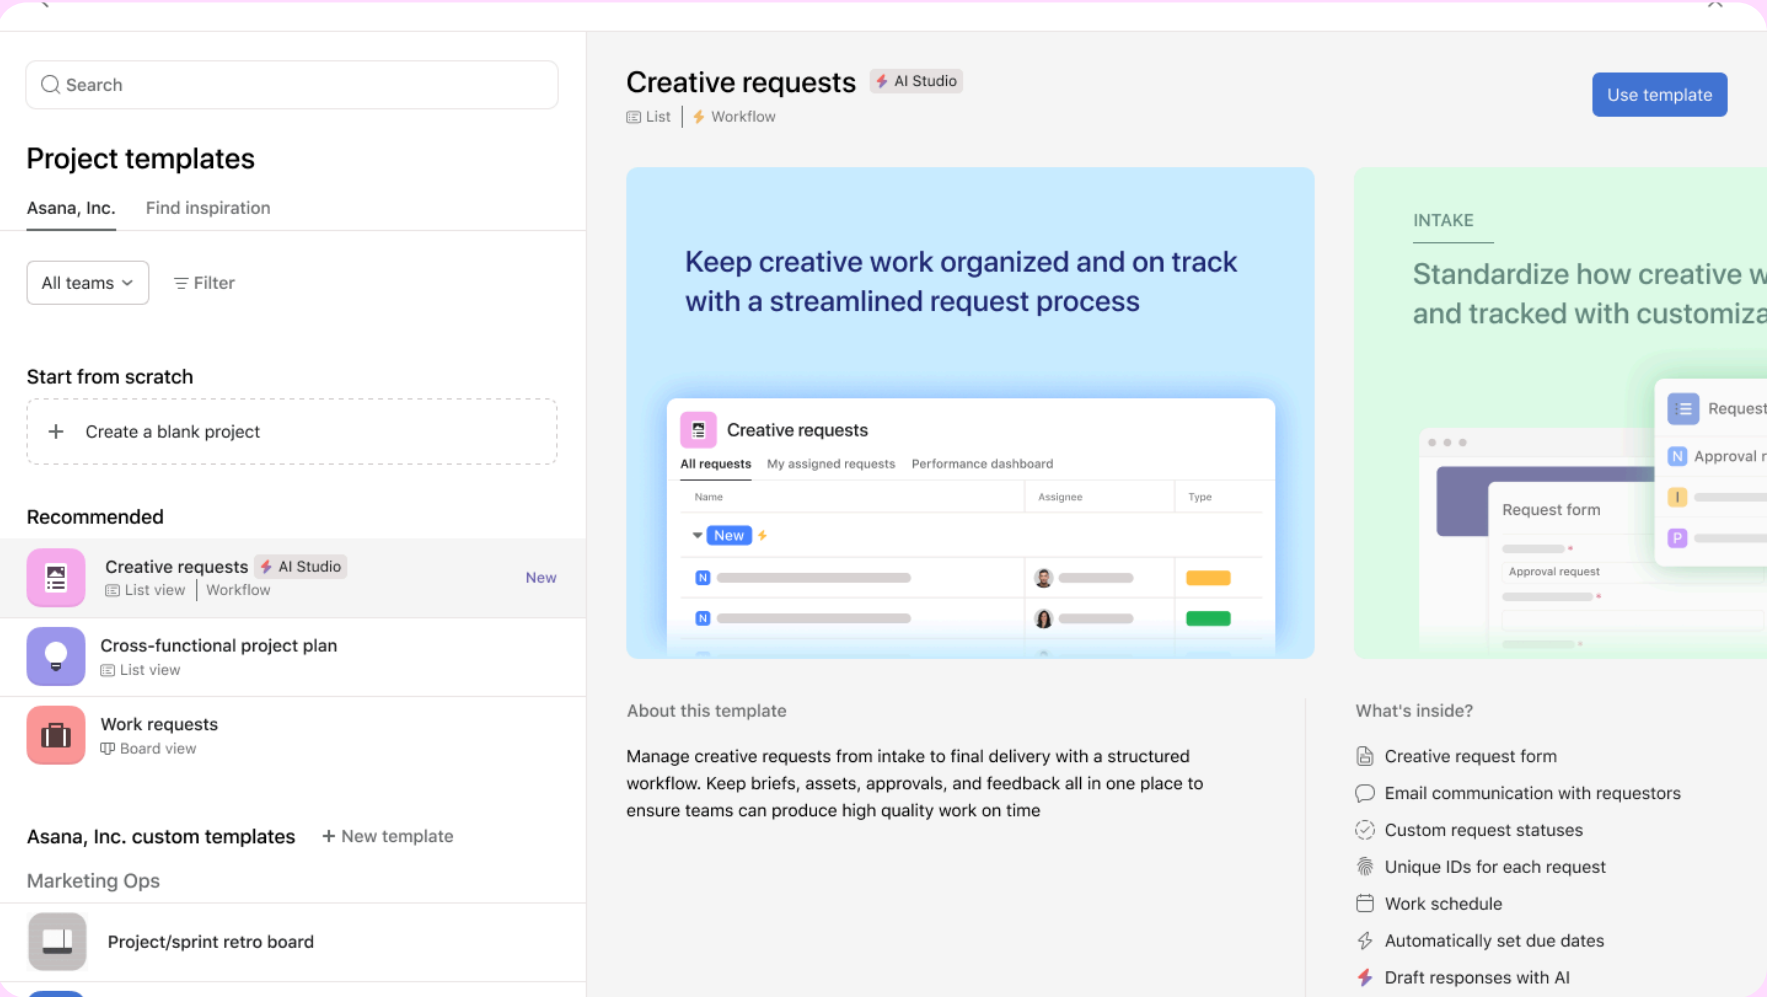 Search
Project templates
Asana, Inc.
Find inspiration
All teams
Filter
Start from scratch
Create a blank project
Recommended
Creative requests
AI Studio
List view
Workflow
New
Cross-functional project plan
List view
Work requests
Board view
Asana, Inc. custom templates
+ New template
Marketing Ops
Project/sprint retro board
Creative requests
AI Studio
List
Workflow
Use template
Keep creative work organized and on track
with a streamlined request process
Creative requests
All requests
My assigned requests
Performance dashboard
Name
Assignee
Type
New
N
N
INTAKE
Standardize how creative
and tracked with
Request form
Approval request
Request
N
Approval
I
P
About this template
Manage creative requests from intake to final delivery with a structured
workflow. Keep briefs, assets, approvals, and feedback all in one place to
ensure teams can produce high quality work on time
What's inside?
Creative request form
Email communication with requestors
Custom request statuses
Unique IDs for each request
Work schedule
Automatically set due dates
Draft responses with AI